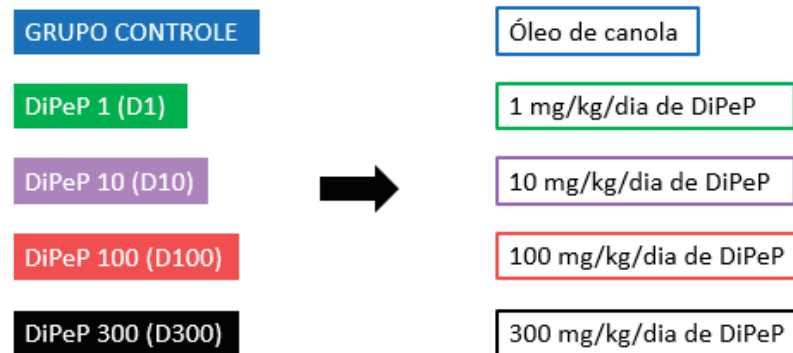 GRUPO CONTROLE
Óleo de canola
DiPeP 1 (D1)
1 mg/kg/dia de DiPeP
DiPeP 10 (D10)
10 mg/kg/dia de DiPeP
DiPeP 100 (D100)
100 mg/kg/dia de DiPeP
DiPeP 300 (D300)
300 mg/kg/dia de DiPeP